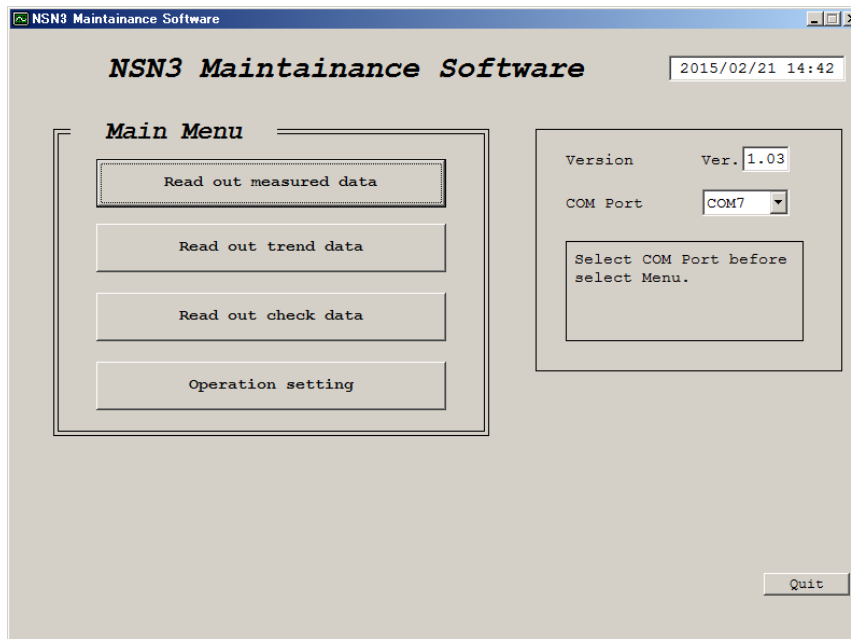 NSN3 Maintainance Software
NSN3 Maintainance Software
2015/02/21 14:42
Main Menu
Read out measured data
Read out trend data
Read out check data
Operation setting
Version Ver. 1.03
COM Port COM7
Select COM Port before
select Menu.
Quit